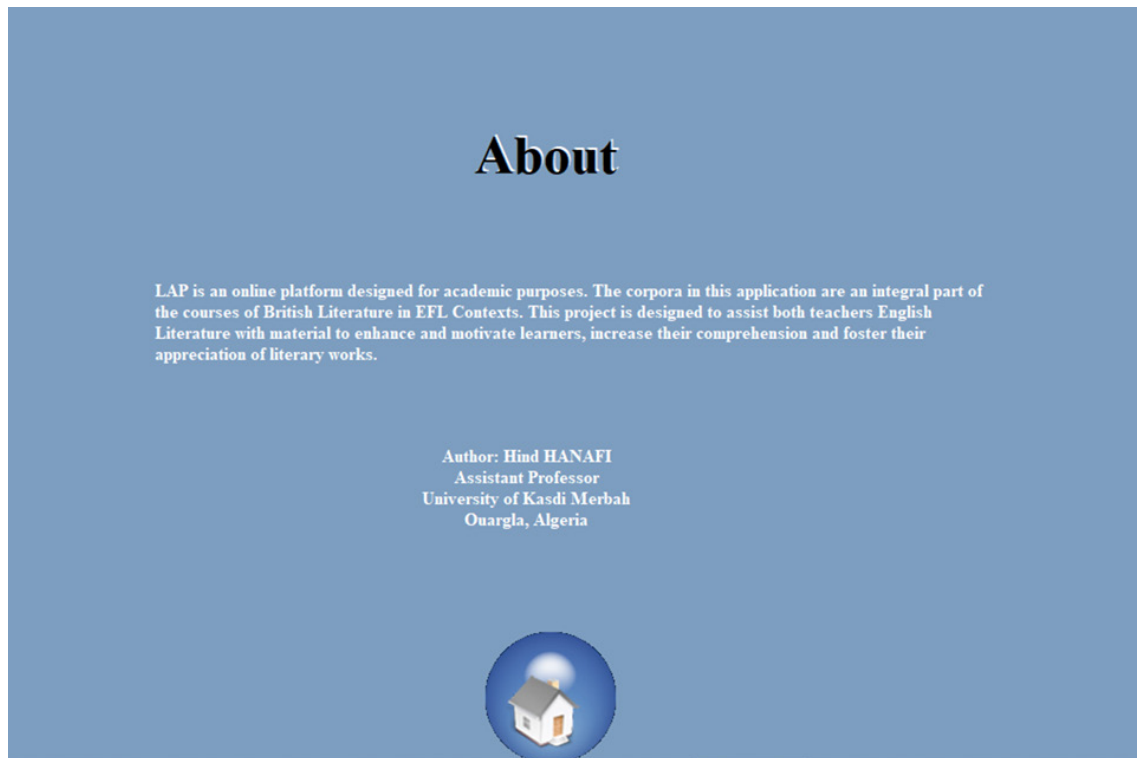 About
LAP is an online platform designed for academic purposes. The corpora in this application are an integral part of
the courses of British Literature in EFL Contexts. This project is designed to assist both teachers English
Literature with material to enhance and motivate learners, increase their comprehension and foster their
appreciation of literary works.
Author: Hind HANAFI
Assistant Professor
University of Kasdi Merbah
Ouargla, Algeria